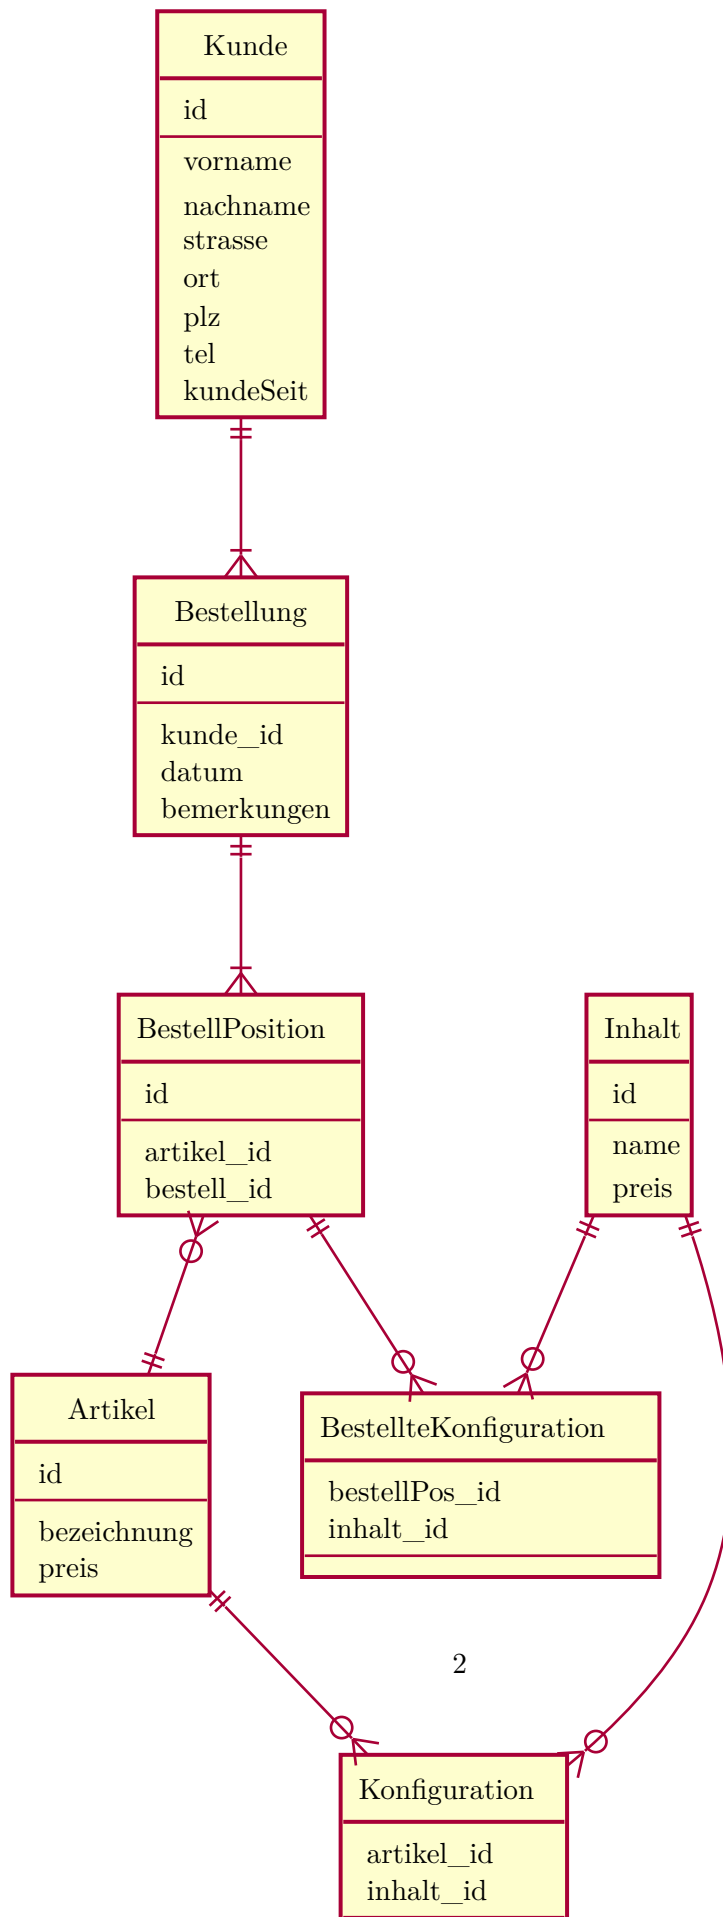 Kunde
id
vorname
nachname
strasse
ort
plz
tel
kundeSeit
Bestellung
id
kunde_id
datum
bemerkungen
BestellPosition
id
artikel_id
bestell_id
Inhalt
id
name
preis
Artikel
id
bezeichnung
preis
BestellteKonfiguration
bestellPos_id
inhalt_id
2
Konfiguration
artikel_id
inhalt_id